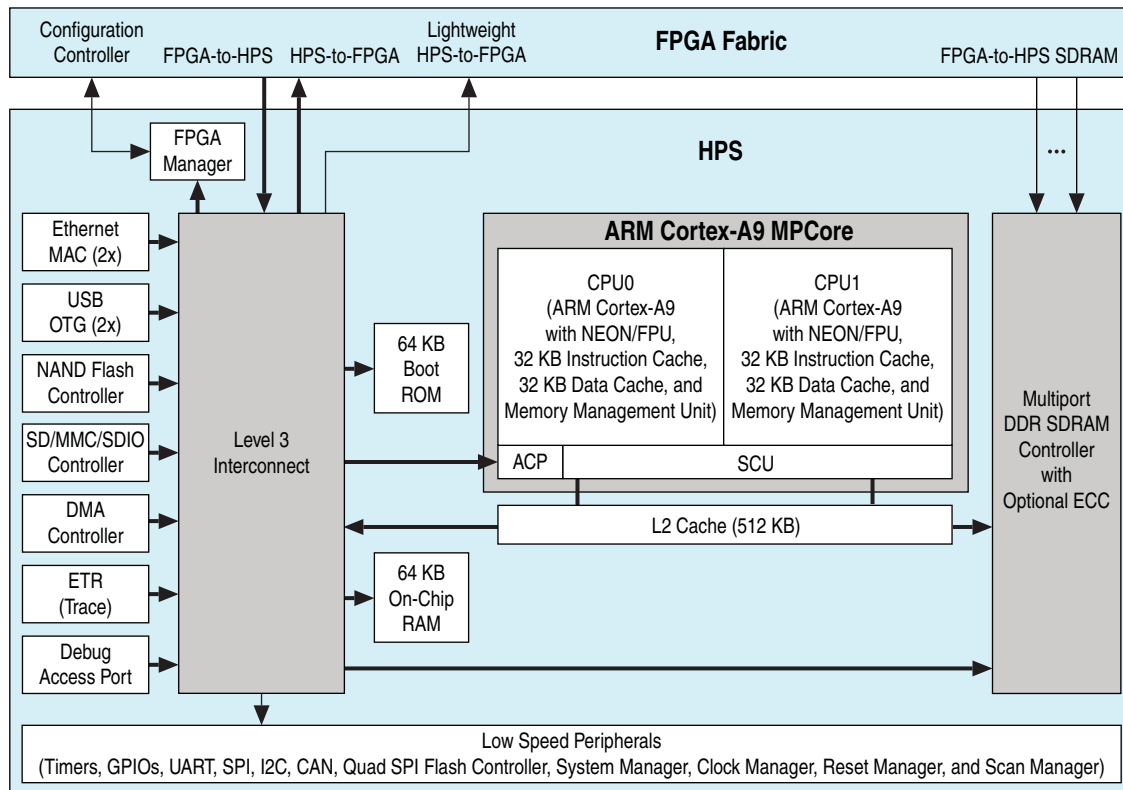 Configuration
Controller
FPGA-to-HPS
HPS-to-FPGA
Lightweight
HPS-to-FPGA
FPGA Fabric
FPGA-to-HPS SDRAM
FPGA
Manager
HPS
...
Ethernet
MAC (2x)
USB
OTG (2x)
NAND Flash
Controller
SD/MMC/SDIO
Controller
DMA
Controller
ETR
(Trace)
Debug
Access Port
Level 3
Interconnect
64 KB
Boot
ROM
64 KB
On-Chip
RAM
ARM Cortex-A9 MPCore
CPU0
(ARM Cortex-A9
with NEON/FPU,
32 KB Instruction Cache,
32 KB Data Cache, and
Memory Management Unit)
CPU1
(ARM Cortex-A9
with NEON/FPU,
32 KB Instruction Cache,
32 KB Data Cache, and
Memory Management Unit)
ACP
SCU
L2 Cache (512 KB)
Multiport
DDR SDRAM
Controller
with
Optional ECC
Low Speed Peripherals
(Timers, GPIOs, UART, SPI, I2C, CAN, Quad SPI Flash Controller, System Manager, Clock Manager, Reset Manager, and Scan Manager)